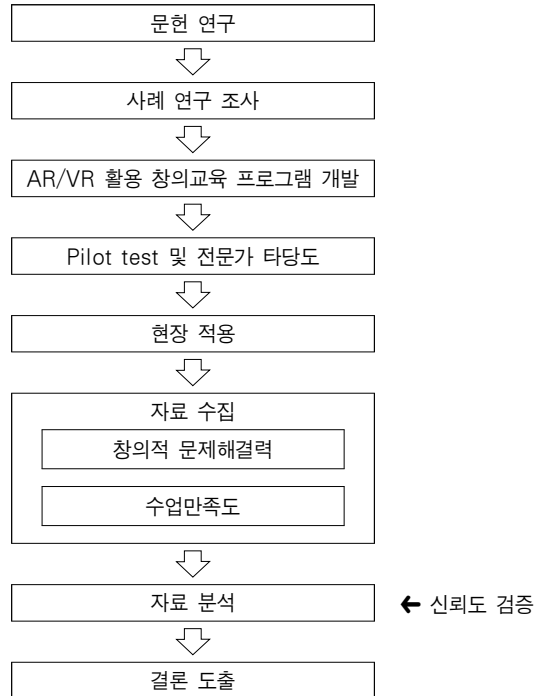 문헌 연구
사례 연구 조사
AR/VR 활용 창의교육 프로그램 개발
Pilot test 및 전문가 타당도
현장 적용
자료 수집
창의적 문제해결력
수업만족도
자료 분석
← 신뢰도 검증
결론 도출